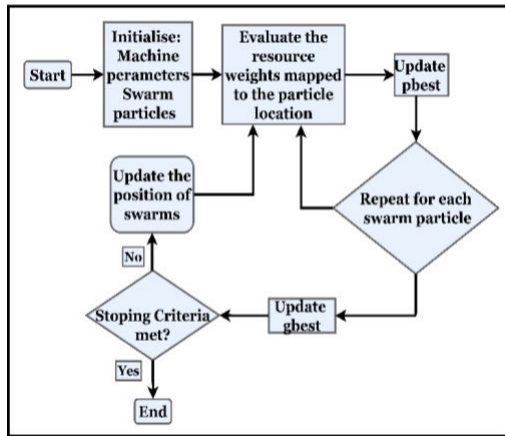 Start
Initialise:
Machine
perameters
Swarm
particles
Evaluate the
resource
weights mapped
to the particle
location
Update
pbest
Repeat for each
swarm particle
Update
gbest
Stoping Criteria
met?
No
Update the
position of
swarms
Yes
End